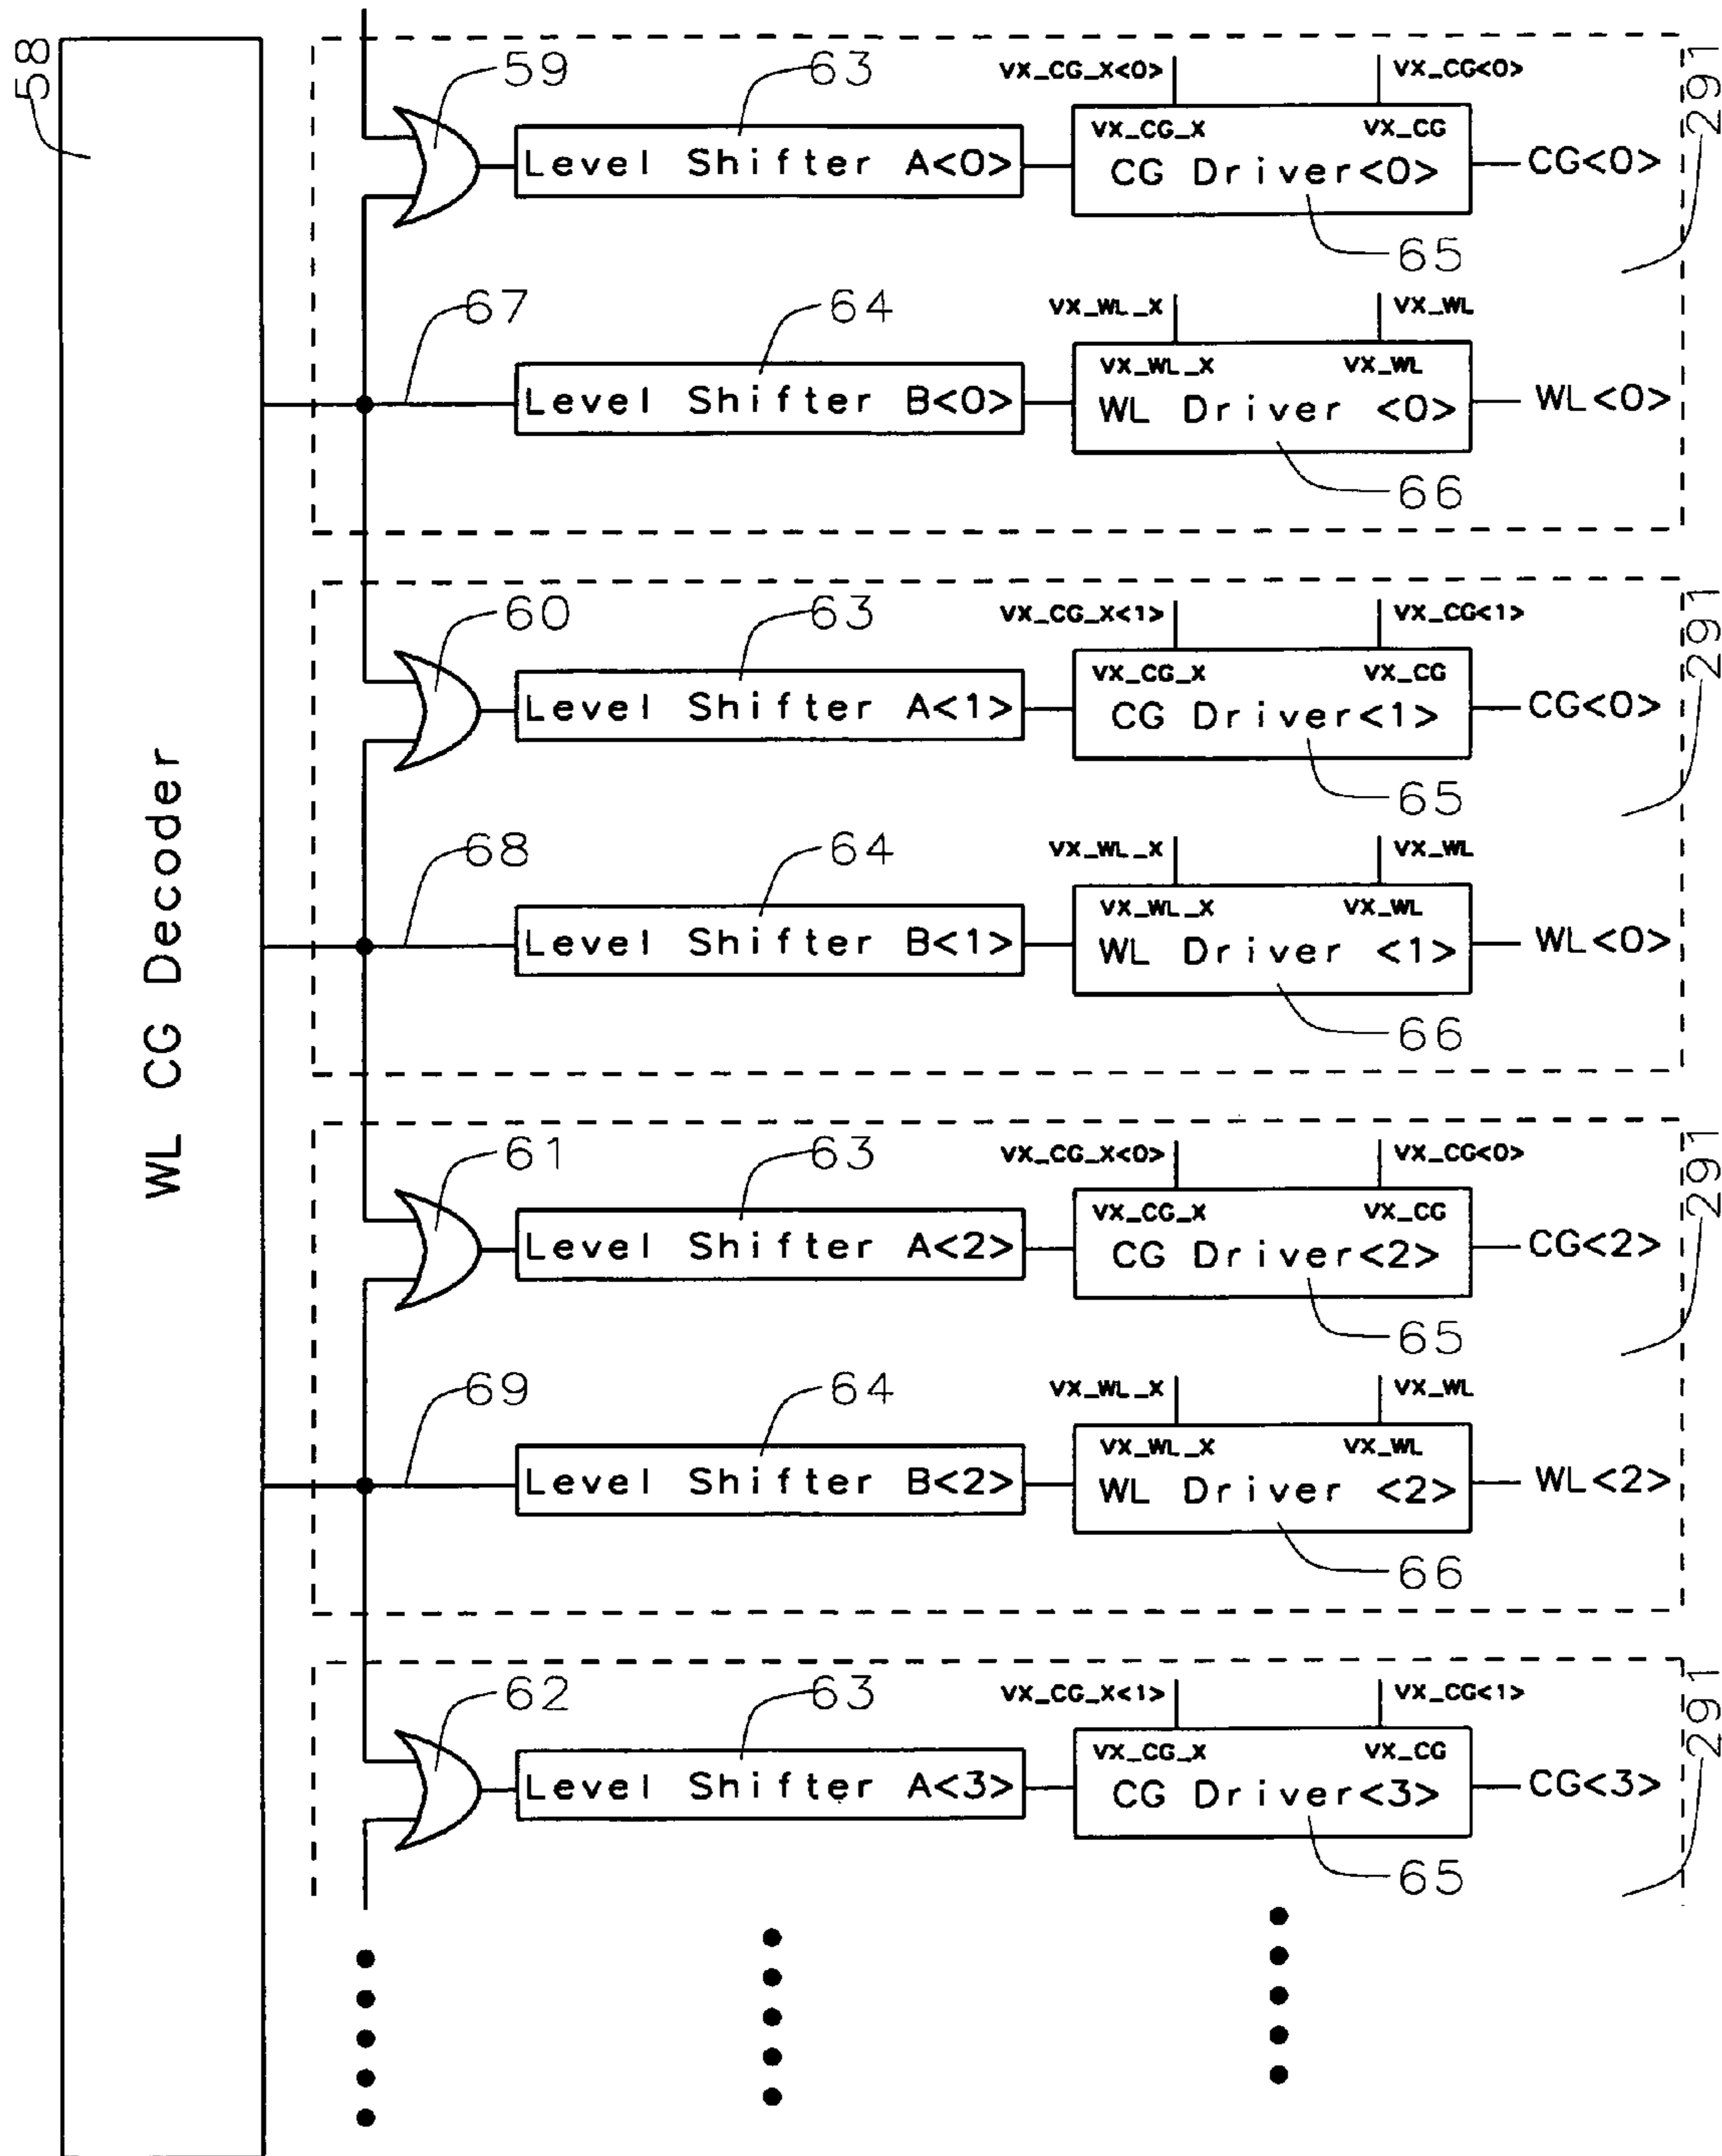 58
WL CG Decoder
59
63
VX_CG_X<0>
VX_CG<0>
291
VX_CG_X
VX_CG
Level Shifter A<0>
CG Driver<0>
CG<0>
65
67
64
VX_WL_X
VX_WL
VX_WL_X
VX_WL
Level Shifter B<0>
WL Driver <0>
WL<0>
66
60
63
VX_CG_X<1>
VX_CG<1>
291
VX_CG_X
VX_CG
Level Shifter A<1>
CG Driver<1>
CG<0>
65
68
64
VX_WL_X
VX_WL
VX_WL_X
VX_WL
Level Shifter B<1>
WL Driver <1>
WL<0>
66
61
63
VX_CG_X<0>
VX_CG<0>
291
VX_CG_X
VX_CG
Level Shifter A<2>
CG Driver<2>
CG<2>
65
69
64
VX_WL_X
VX_WL
VX_WL_X
VX_WL
Level Shifter B<2>
WL Driver <2>
WL<2>
66
62
63
VX_CG_X<1>
VX_CG<1>
291
VX_CG_X
VX_CG
Level Shifter A<3>
CG Driver<3>
CG<3>
65